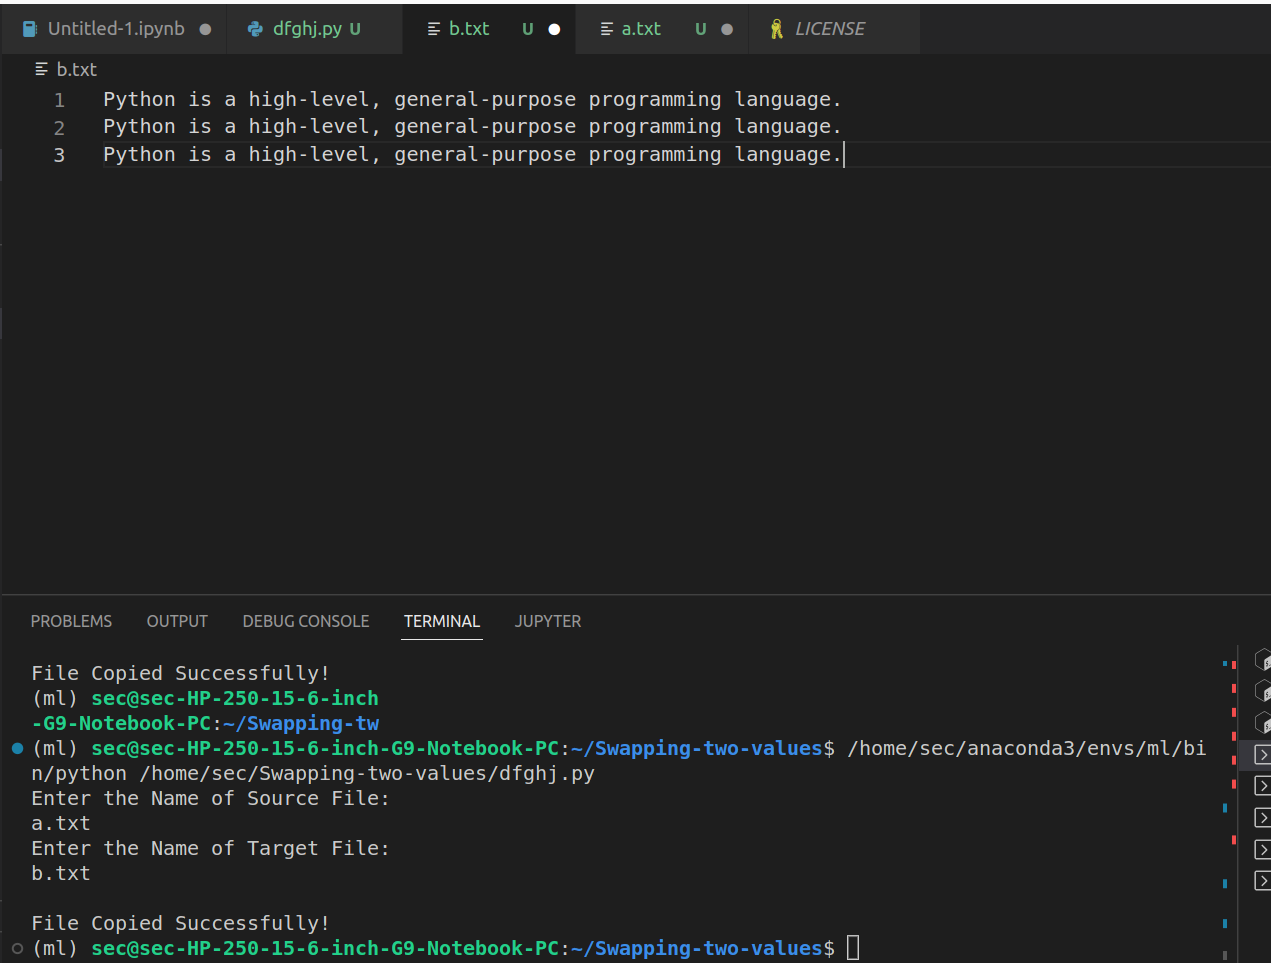 Untitled-1.ipynb dfghj.py U b.txt U a.txt U LICENSE
b.txt
1 Python is a high-level, general-purpose programming language.
2 Python is a high-level, general-purpose programming language.
3 Python is a high-level, general-purpose programming language.
PROBLEMS OUTPUT DEBUG CONSOLE TERMINAL JUPYTER
File Copied Successfully!
(ml) sec@sec-HP-250-15-6-inch
-G9-Notebook-PC:~/Swapping-tw
(ml) sec@sec-HP-250-15-6-inch-G9-Notebook-PC:~/Swapping-two-values$ /home/sec/anaconda3/envs/ml/bi
n/python /home/sec/Swapping-two-values/dfghj.py
Enter the Name of Source File:
a.txt
Enter the Name of Target File:
b.txt
File Copied Successfully!
(ml) sec@sec-HP-250-15-6-inch-G9-Notebook-PC:~/Swapping-two-values$